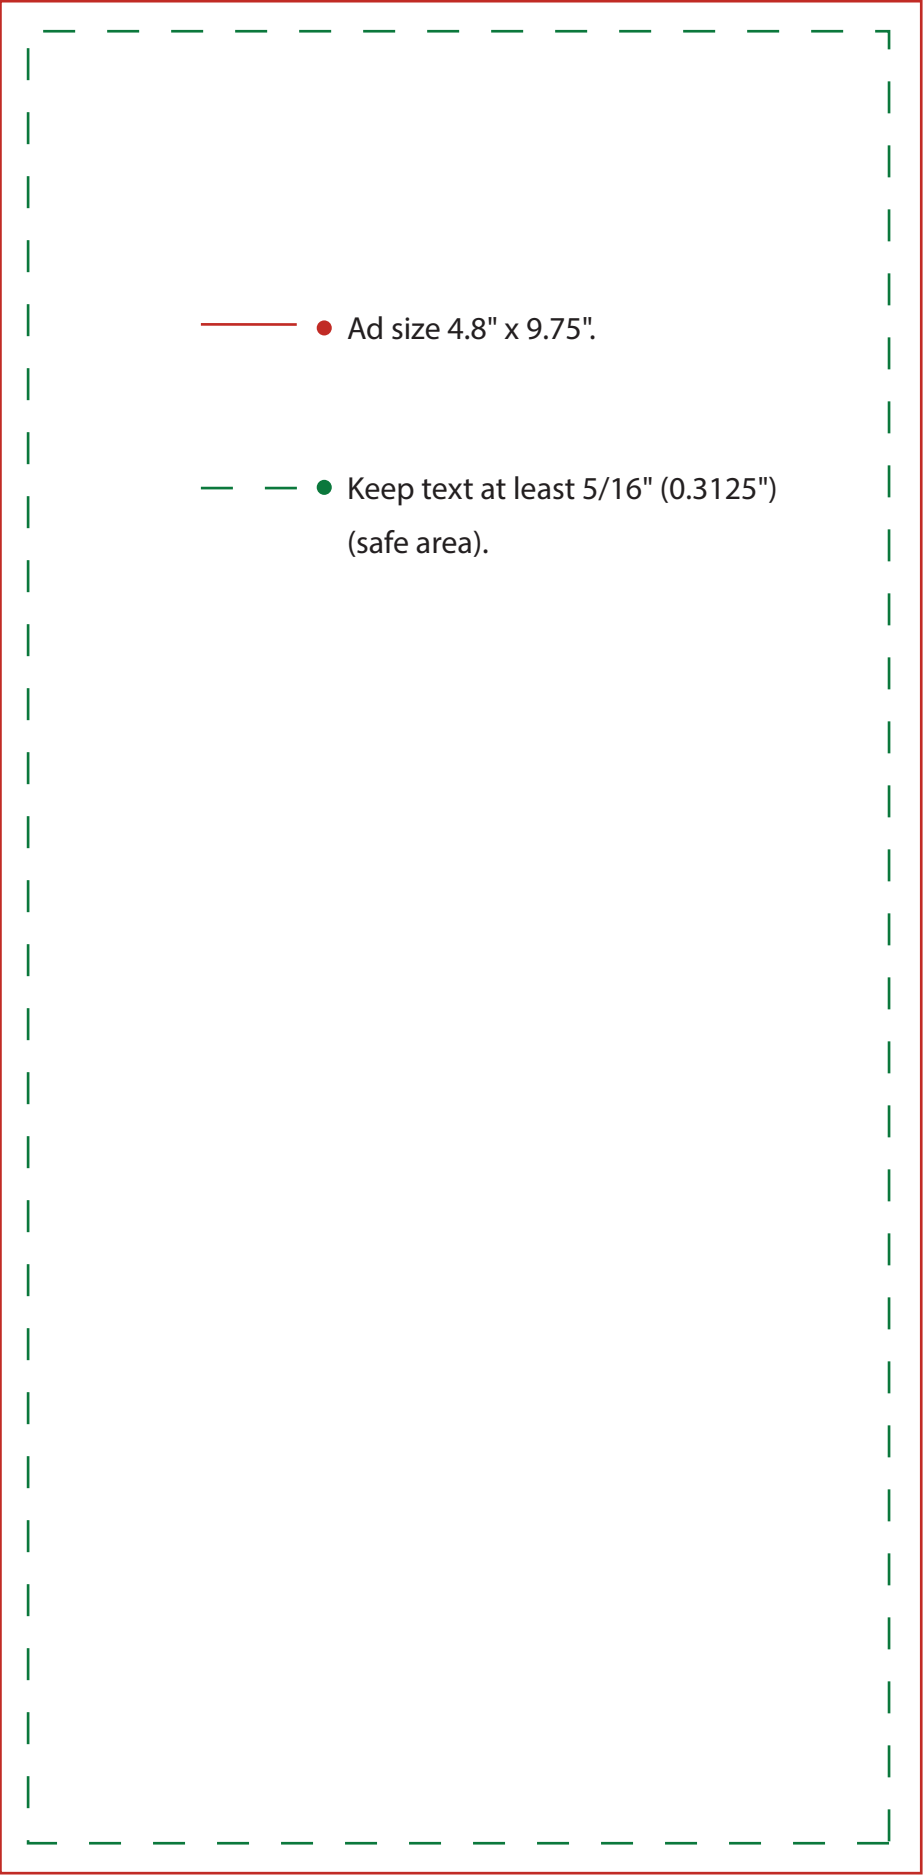 Ad size 4.8" x 9.75".
Keep text at least 5/16" (0.3125")
(safe area).